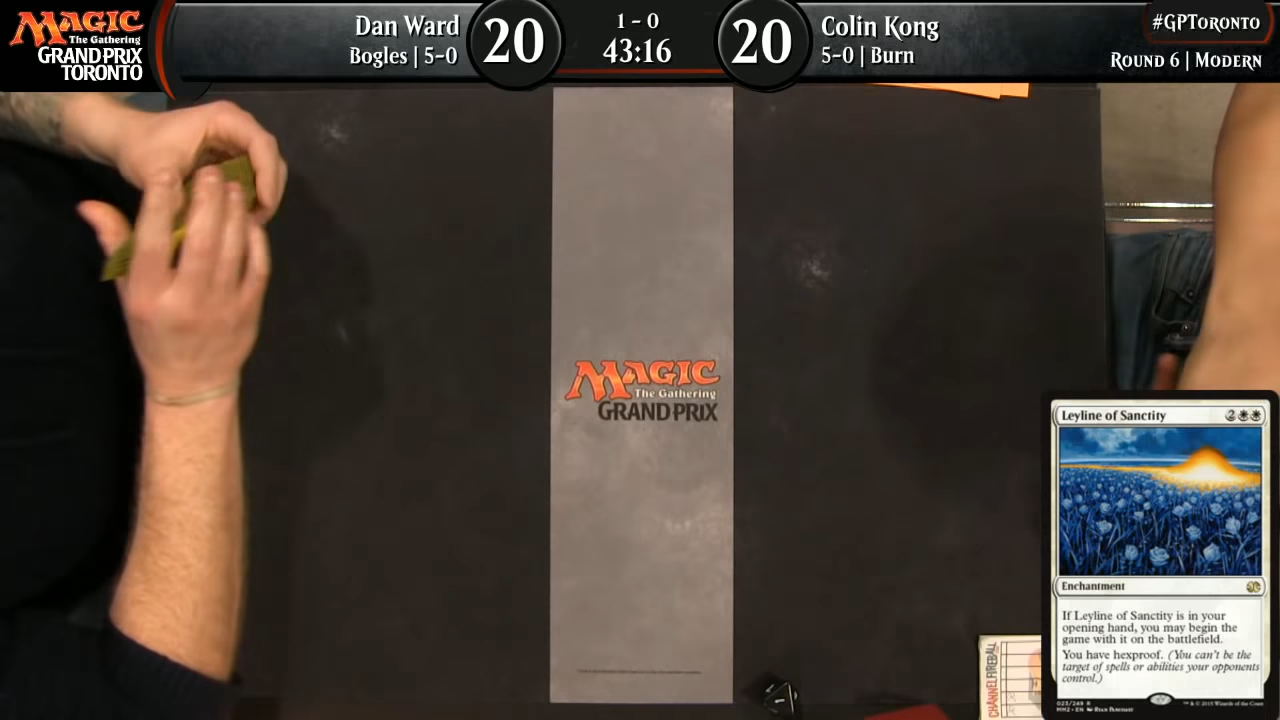 MAGIC
The Gathering
GRAND PRIX
TORONTO
Dan Ward
Bogles | 5-0
20
1 - 0
43:16
20
Colin Kong
5-0 | Burn
#GPTORONTO
ROUND 6 | MODERN
MAGIC
The Gathering
GRAND PRIX
CHANNELFIREBALL
Leyline of Sanctity 2
Enchantment
If Leyline of Sanctity is in your
opening hand, you may begin the
game with it on the battlefield.
You have hexproof. (You can't be the
target of spells or abilities your opponents
control.)